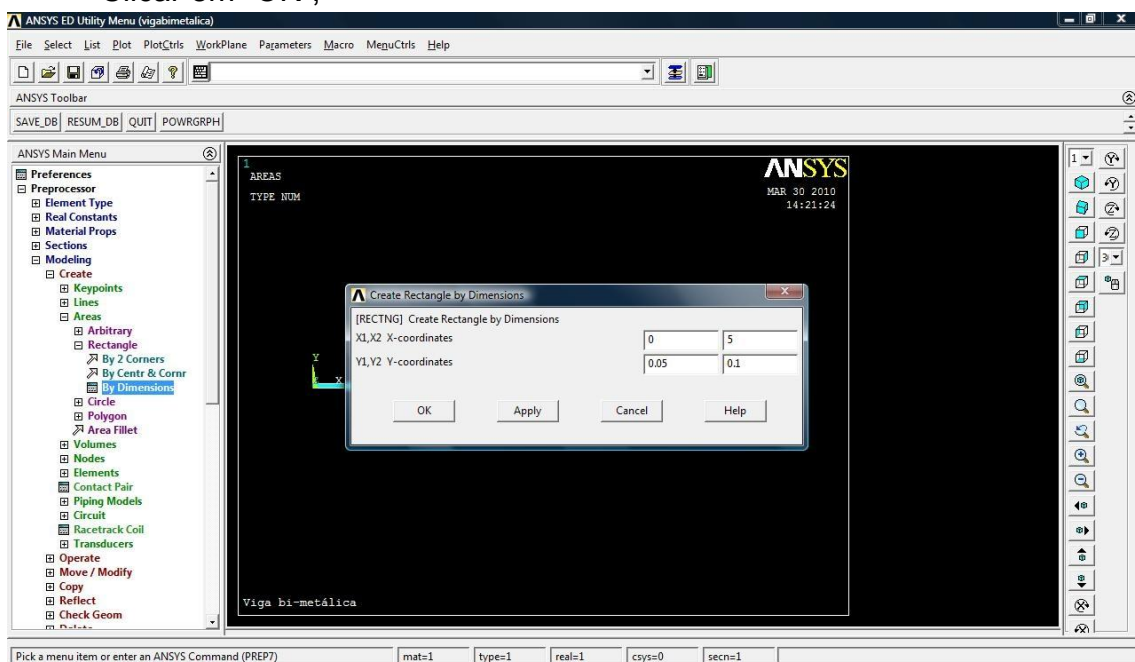 Clicar em "OK";
ANSYS ED Utility Menu (vigabimetalica)
File Select List Plot PlotCtrls WorkPlane Parameters Macro MenuCtrls Help
ANSYS Toolbar
SAVE_DB RESUM_DB QUIT POWRGRPH
ANSYS Main Menu
Preferences
Preprocessor
Element Type
Real Constants
Material Props
Sections
Modeling
Create
Keypoints
Lines
Areas
Arbitrary
Rectangle
By 2 Corners
By Centr & Cornr
By Dimensions
Circle
Polygon
Area Fillet
Volumes
Nodes
Elements
Contact Pair
Piping Models
Circuit
Racetrack Coil
Transducers
Operate
Move / Modify
Copy
Reflect
Check Geom
Delete
1
AREAS
TYPE NUM
ANSYS
MAR 30 2010
14:21:24
Create Rectangle by Dimensions
[RECTNG] Create Rectangle by Dimensions
X1,X2 X-coordinates 0 5
Y1,Y2 Y-coordinates 0.05 0.1
OK Apply Cancel Help
Y
X
Viga bi-metálica
1
3
Pick a menu item or enter an ANSYS Command (PREP7) mat=1 type=1 real=1 csys=0 secn=1